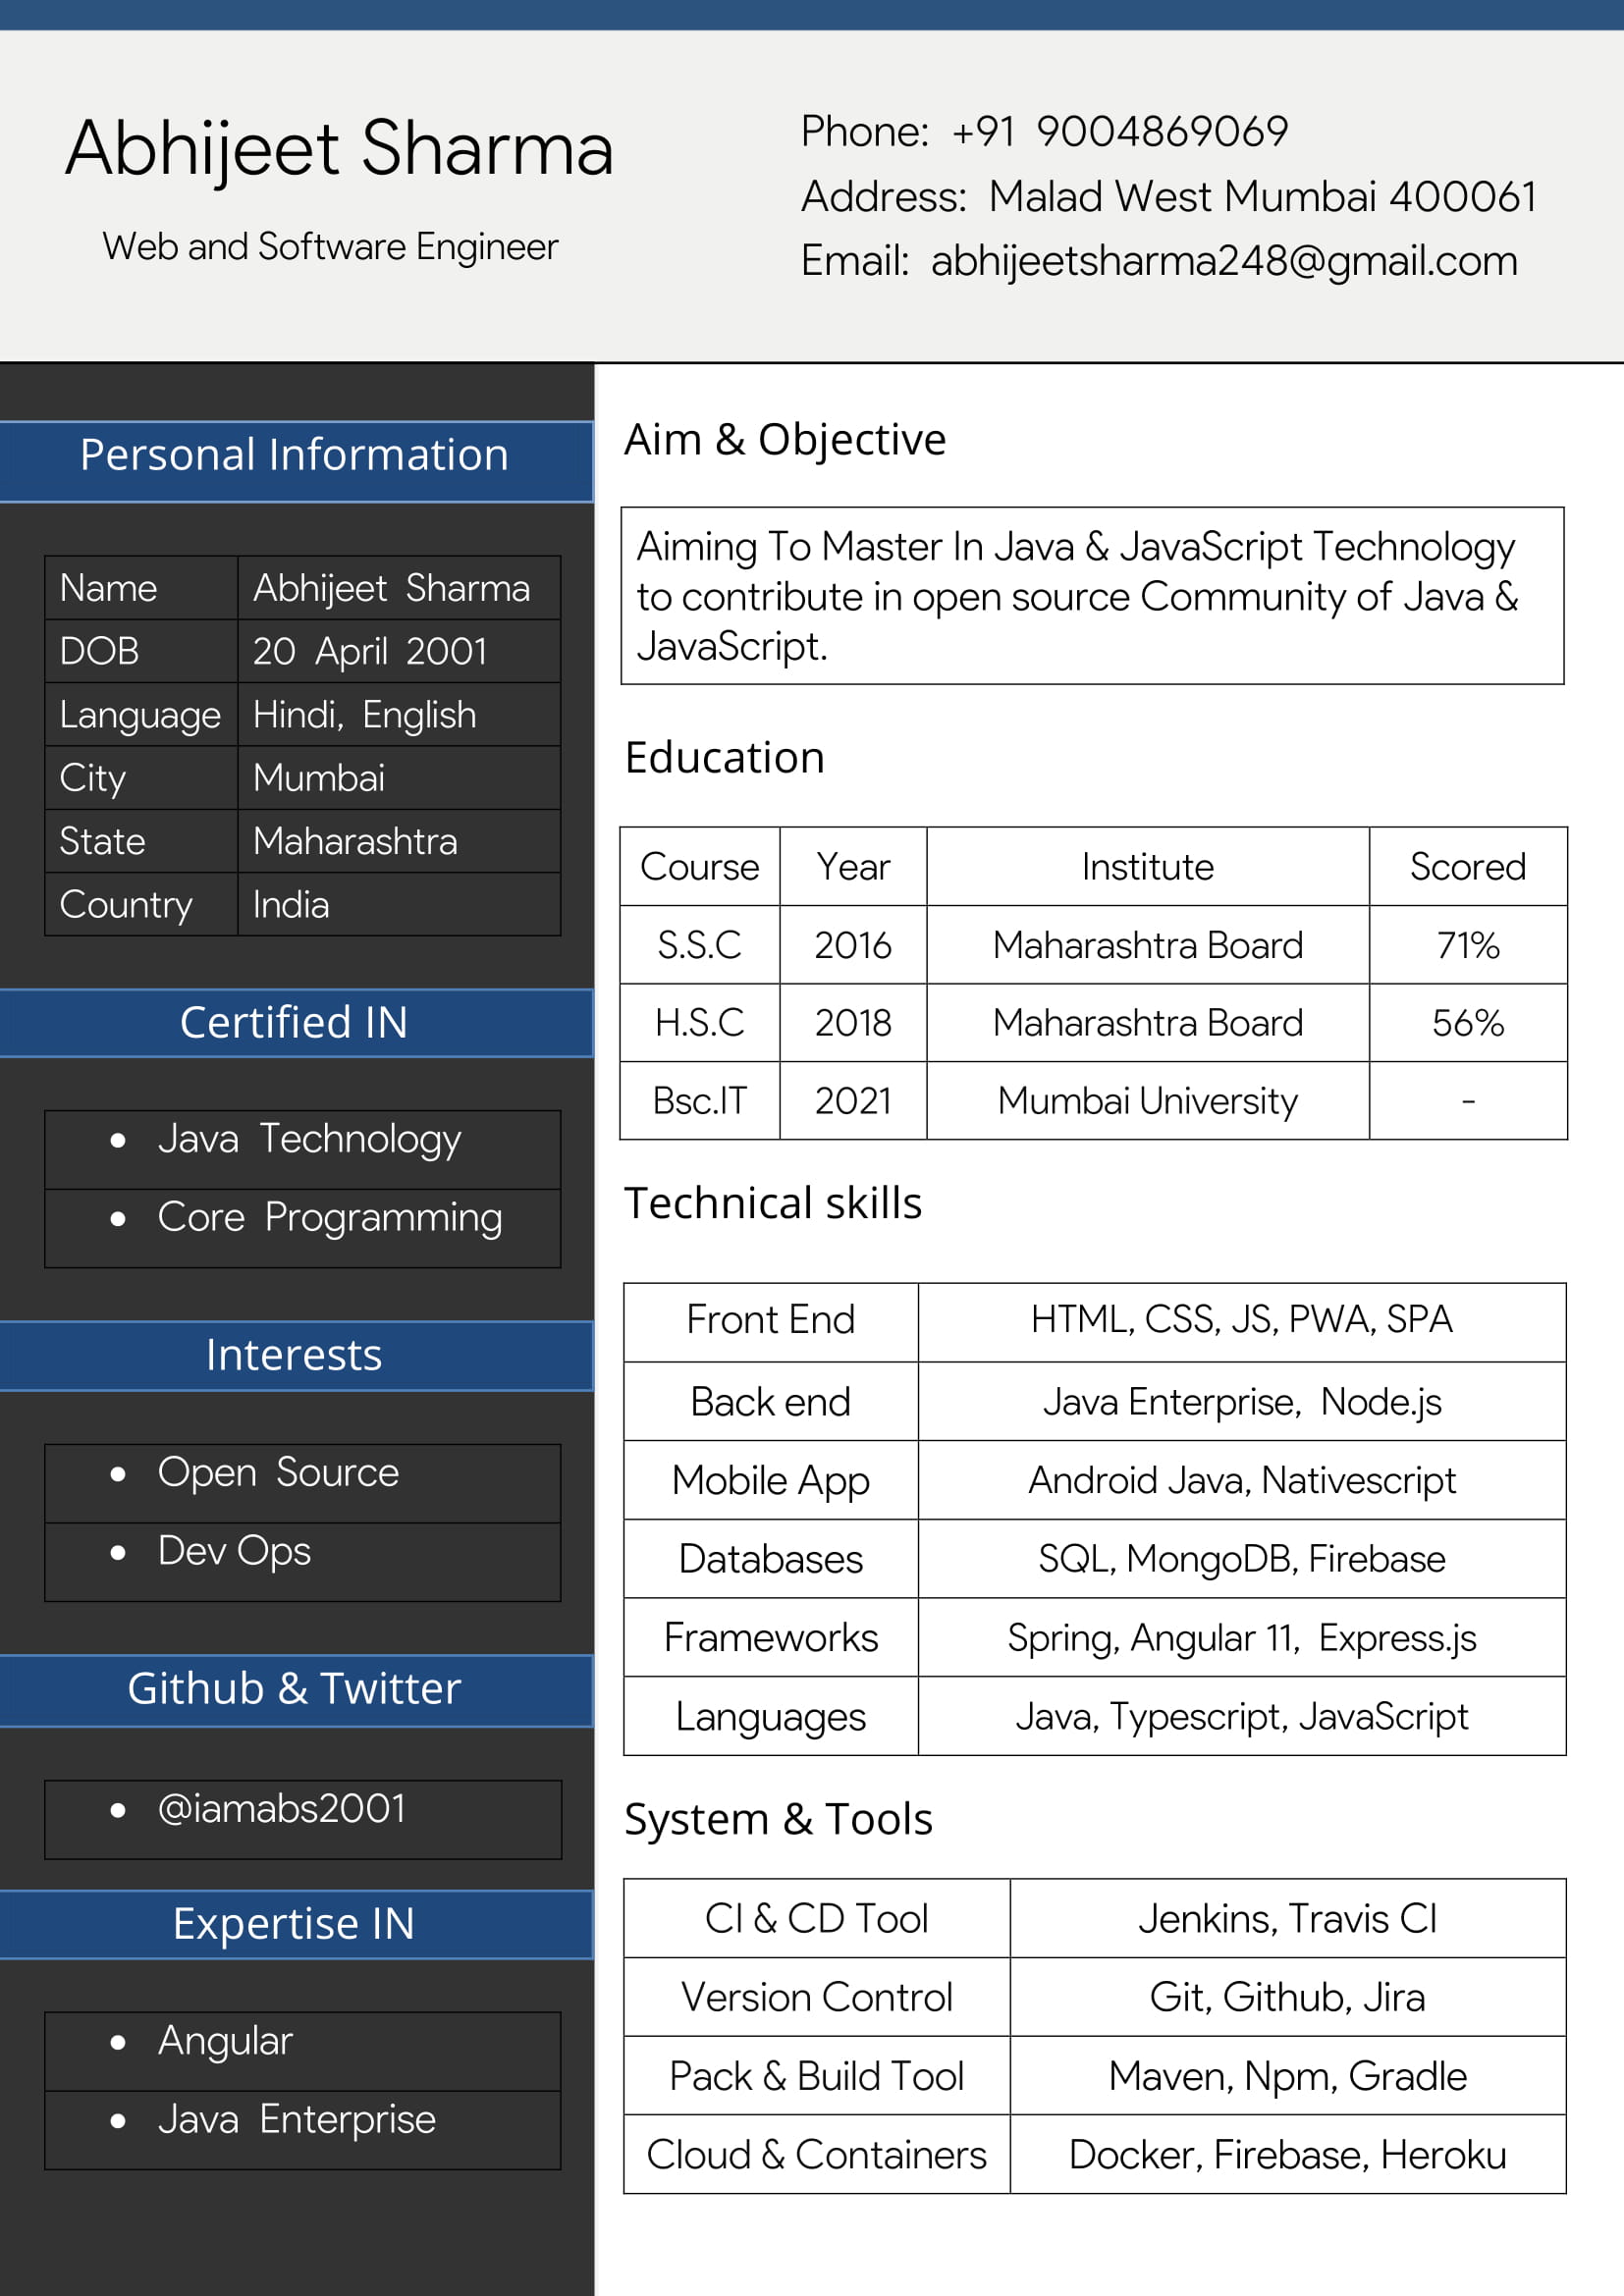 Abhijeet Sharma
Web and Software Engineer
Phone: +91 9004869069
Address: Malad West Mumbai 400061
Email: abhijeetsharma248@gmail.com
Personal Information
Name Abhijeet Sharma
DOB 20 April 2001
Language Hindi, English
City Mumbai
State Maharashtra
Country India
Certified IN
• Java Technology
• Core Programming
Interests
• Open Source
• Dev Ops
Github & Twitter
• @iamabs2001
Expertise IN
• Angular
• Java Enterprise
Aim & Objective
Aiming To Master In Java & JavaScript Technology
to contribute in open source Community of Java &
JavaScript.
Education
Course Year Institute Scored
S.S.C 2016 Maharashtra Board 71%
H.S.C 2018 Maharashtra Board 56%
Bsc.IT 2021 Mumbai University -
Technical skills
Front End HTML, CSS, JS, PWA, SPA
Back end Java Enterprise, Node.js
Mobile App Android Java, Nativescript
Databases SQL, MongoDB, Firebase
Frameworks Spring, Angular 11, Express.js
Languages Java, Typescript, JavaScript
System & Tools
CI & CD Tool Jenkins, Travis CI
Version Control Git, Github, Jira
Pack & Build Tool Maven, Npm, Gradle
Cloud & Containers Docker, Firebase, Heroku